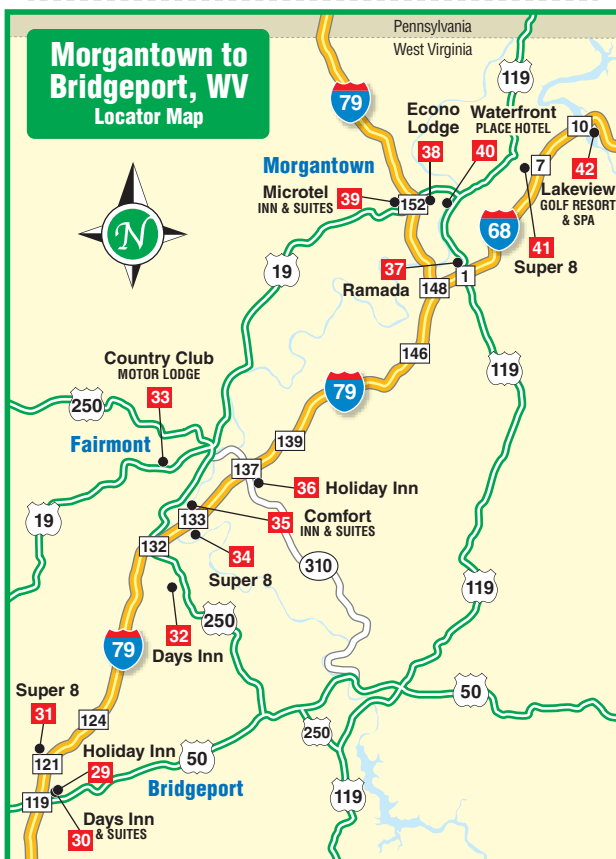 Pennsylvania
West Virginia
Morgantown to
Bridgeport, WV
Locator Map
79
119
Econo
Lodge
38
Waterfront
PLACE HOTEL
40
10
42
Lakeview
GOLF RESORT
& SPA
7
41
Super 8
Morgantown
Microtel
INN & SUITES
39
152
N
68
19
37
Ramada
1
148
146
119
79
Country Club
MOTOR LODGE
33
250
Fairmont
139
137
36
Holiday Inn
19
133
35
Comfort
INN & SUITES
132
34
Super 8
310
119
32
Days Inn
250
79
Super 8
31
124
50
250
121
Holiday Inn
29
50
Bridgeport
119
119
Days Inn
& SUITES
30